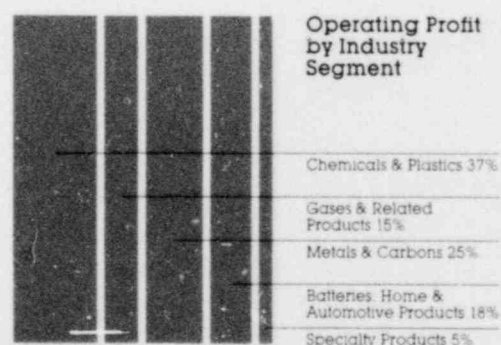 Operating Profit
by Industry
Segment
Chemicals & Plastics 37%
Gases & Related
Products 15%
Metals & Carbons 25%
Batteries, Home &
Automotive Products 18%
Specialty Products 5%